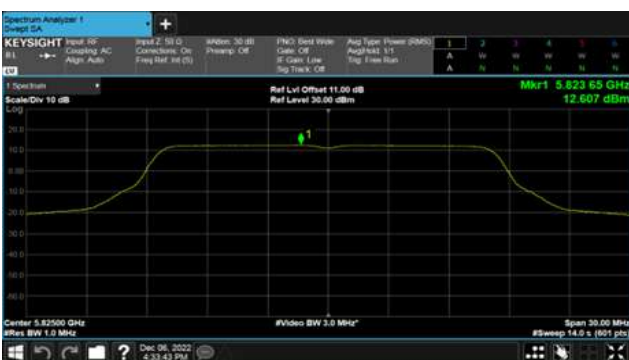 Spectrum Analyzer 1
Swept SA
+
KEYSIGHT Input: RF Input Z: 50 Ω #Atten: 30 dB PNO: Best Wide Avg Type: Power (RMS) 1 2 3 4 5 6
Coupling: AC Corrections: On Preamp: Off Gate: Off Avg|Hold: 1/1 A W W W W W
Align: Auto Freq Ref: Int (S) IF Gain: Low Trig: Free Run
Sig Track: Off A N N N N N
1 Spectrum
Ref Lvl Offset 11.00 dB Mkr1 5.823 65 GHz
Scale/Div 10 dB Ref Level 30.00 dBm 12.607 dBm
Log
20.0
1
10.0
0.00
-10.0
-20.0
-30.0
-40.0
-50.0
-60.0
Center 5.82500 GHz #Video BW 3.0 MHz* Span 30.00 MHz
#Res BW 1.0 MHz #Sweep 14.0 s (601 pts)
? Dec 06, 2022
4:33:43 PM